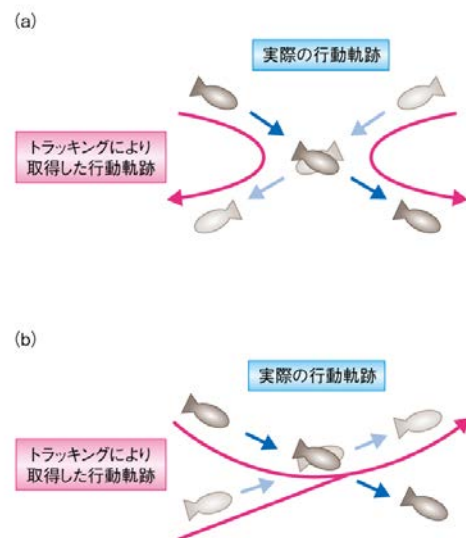 (a)
実際の行動軌跡
トラッキングにより
取得した行動軌跡
(b)
実際の行動軌跡
トラッキングにより
取得した行動軌跡